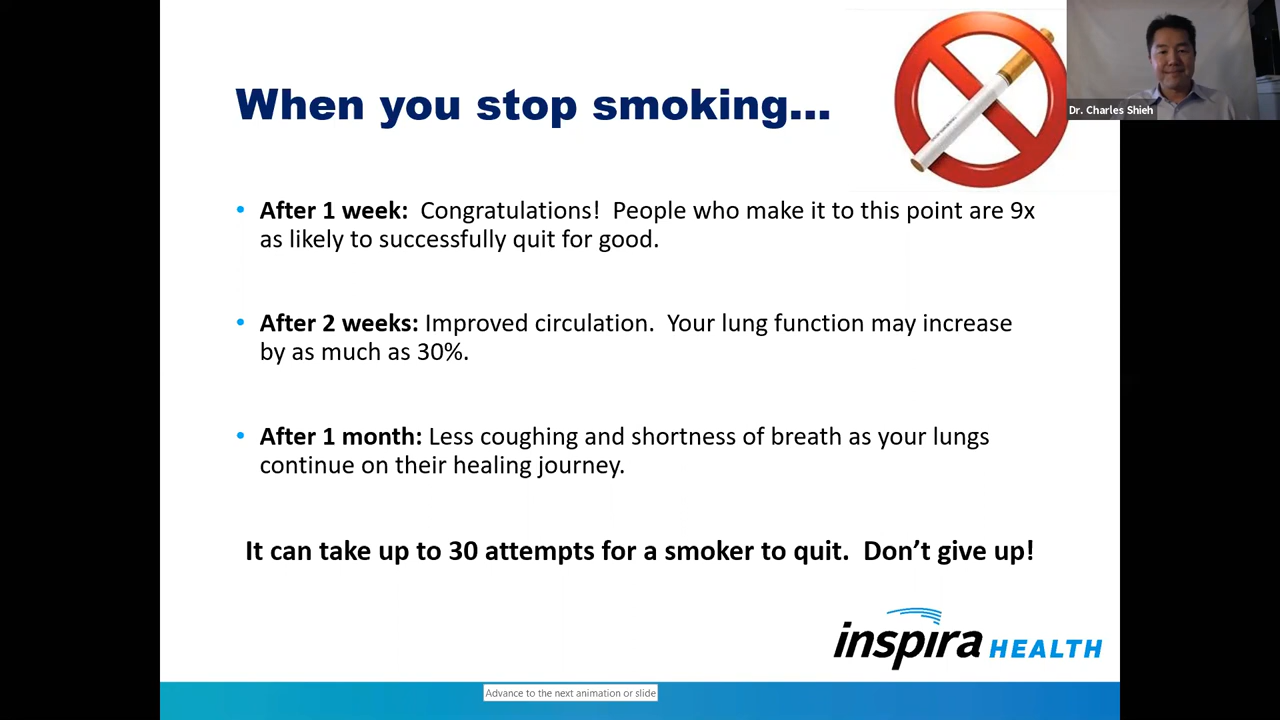 When you stop smoking...
Dr. Charles Shieh
• After 1 week: Congratulations! People who make it to this point are 9x
as likely to successfully quit for good.
• After 2 weeks: Improved circulation. Your lung function may increase
by as much as 30%.
• After 1 month: Less coughing and shortness of breath as your lungs
continue on their healing journey.
It can take up to 30 attempts for a smoker to quit. Don’t give up!
inspira HEALTH
Advance to the next animation or slide